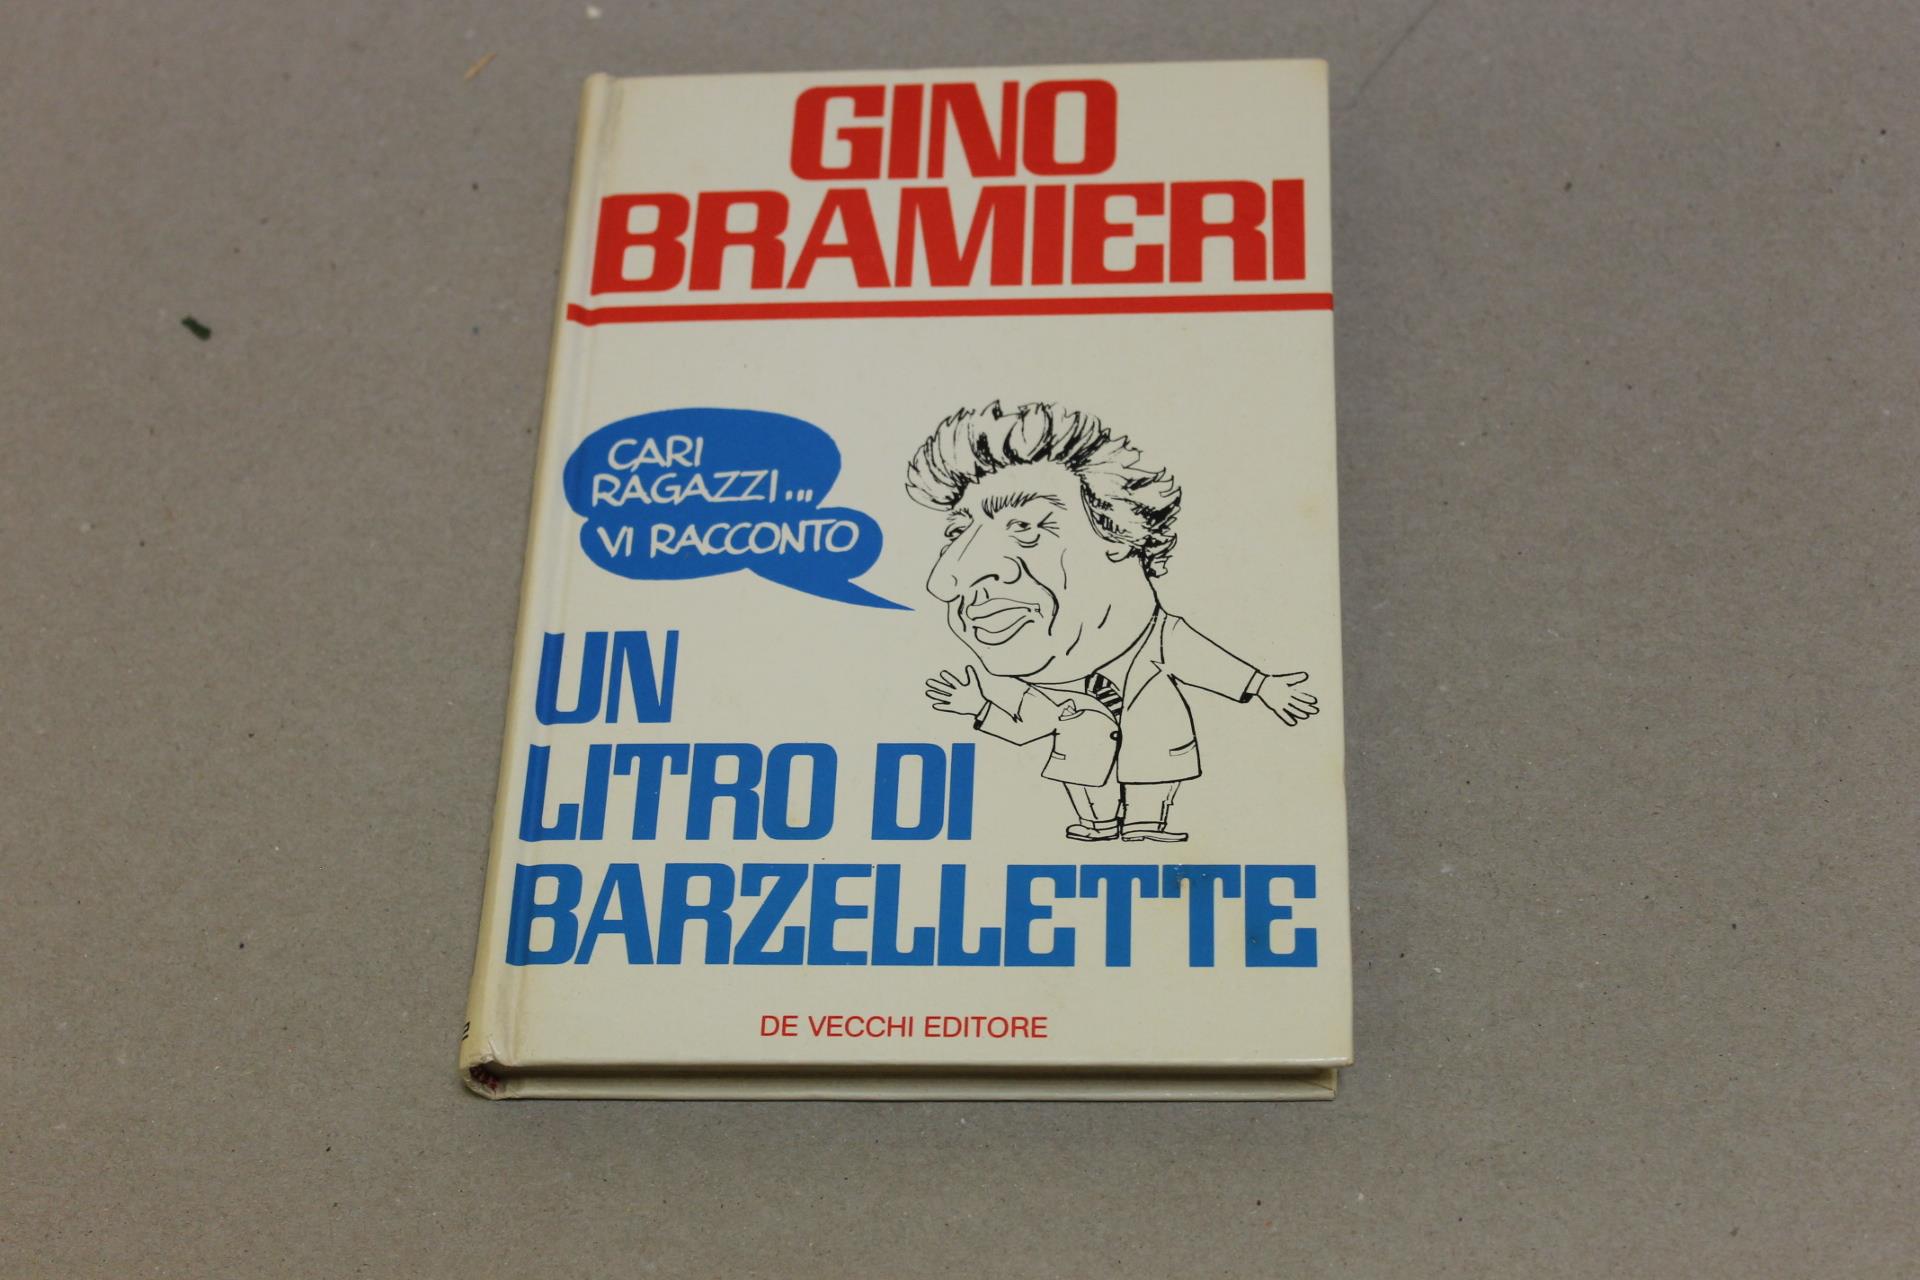 GINO
BRAMIERI
CARI
RAGAZZI...
VI RACCONTO
UN
LITRO DI
BARZELLETTE
DE VECCHI EDITORE